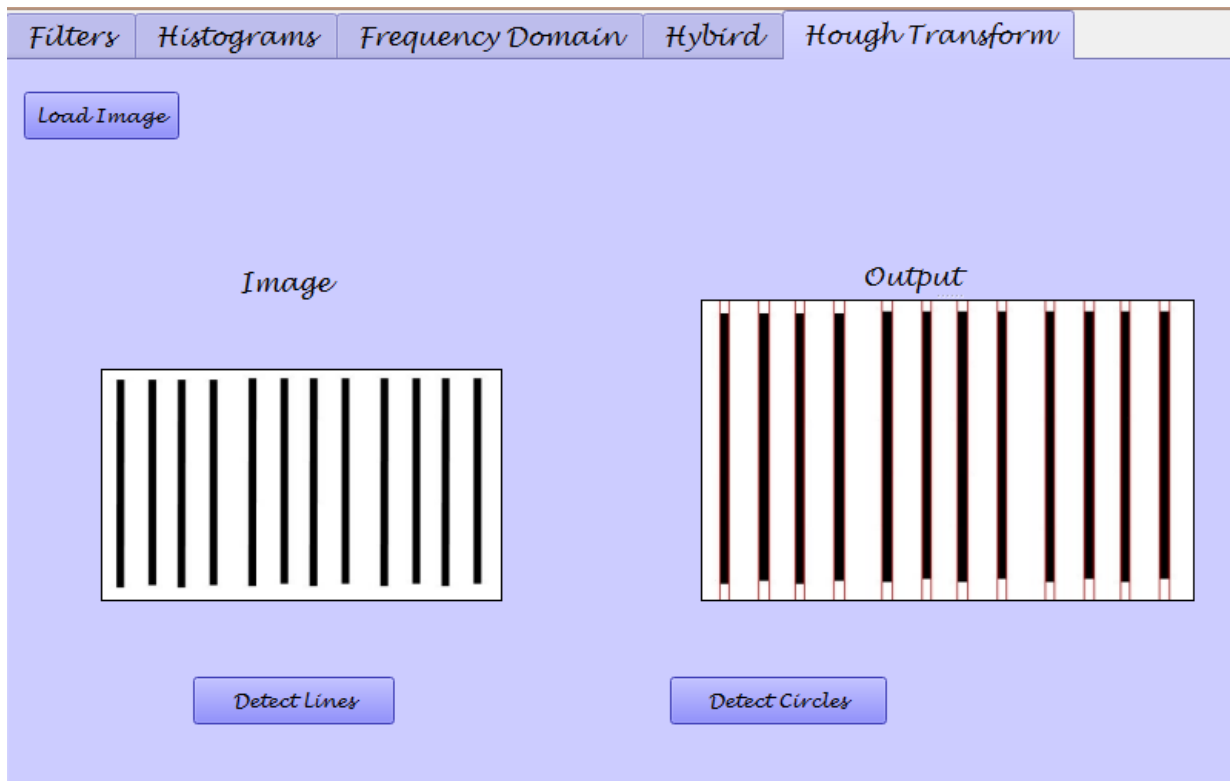 Filters Histograms Frequency Domain Hybird Hough Transform
Load Image
Image Output
Detect Lines Detect Circles